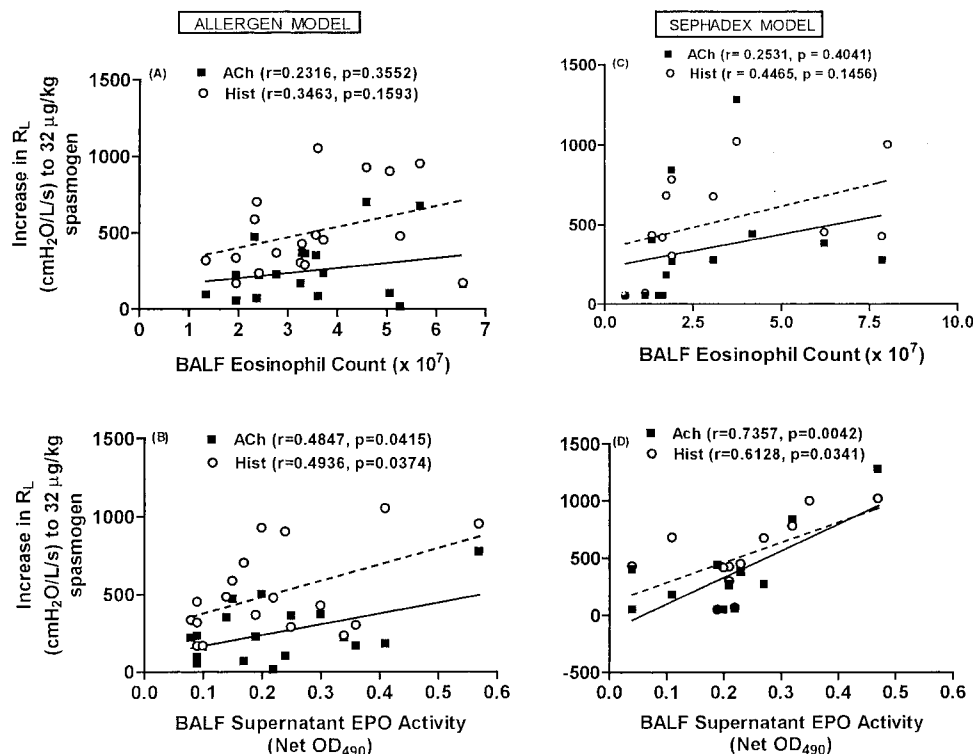 ALLERGEN MODEL
SEPHADEX MODEL
(A)
■ ACh (r=0.2316, p=0.3552)
○ Hist (r=0.3463, p=0.1593)
1500
1000
500
0
Increase in RL
(cmH2O/L/s) to 32 µg/kg
spasmogen
0 1 2 3 4 5 6 7
BALF Eosinophil Count (x 10^7)
(C)
■ ACh (r= 0.2531, p = 0.4041)
○ Hist (r = 0.4465, p = 0.1456)
1500
1000
500
0
0.0 2.5 5.0 7.5 10.0
BALF Eosinophil Count (x 10^7)
(B)
■ ACh (r=0.4847, p=0.0415)
○ Hist (r=0.4936, p=0.0374)
1500
1000
500
0
Increase in RL
(cmH2O/L/s) to 32 µg/kg
spasmogen
0.0 0.1 0.2 0.3 0.4 0.5 0.6
BALF Supernatant EPO Activity
(Net OD490)
(D)
■ Ach (r=0.7357, p=0.0042)
○ Hist (r=0.6128, p=0.0341)
1500
1000
500
0
-500
0.0 0.1 0.2 0.3 0.4 0.5 0.6
BALF Supernatant EPO Activity
(Net OD490)